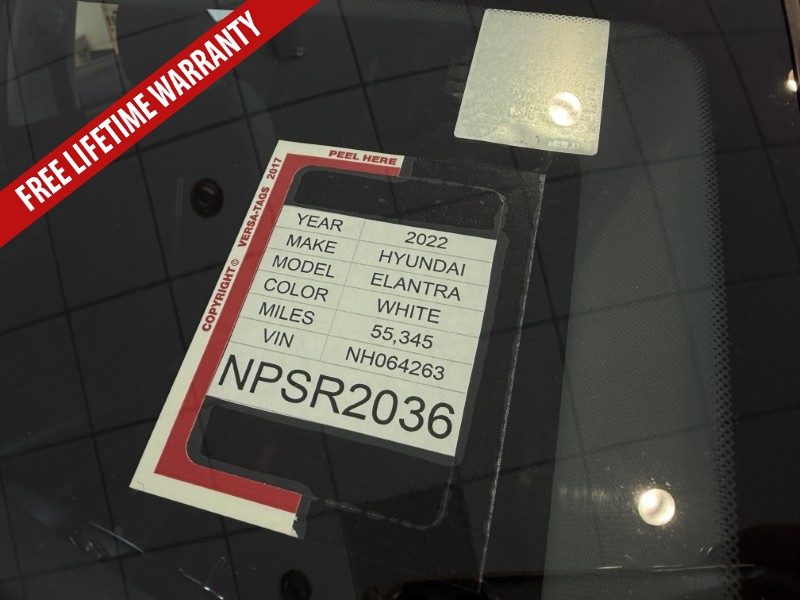 FREE LIFETIME WARRANTY
PEEL HERE
COPYRIGHT © VERSA-TAGS 2017
YEAR 2022
MAKE HYUNDAI
MODEL ELANTRA
COLOR WHITE
MILES 55,345
VIN NH064263
NPSR2036